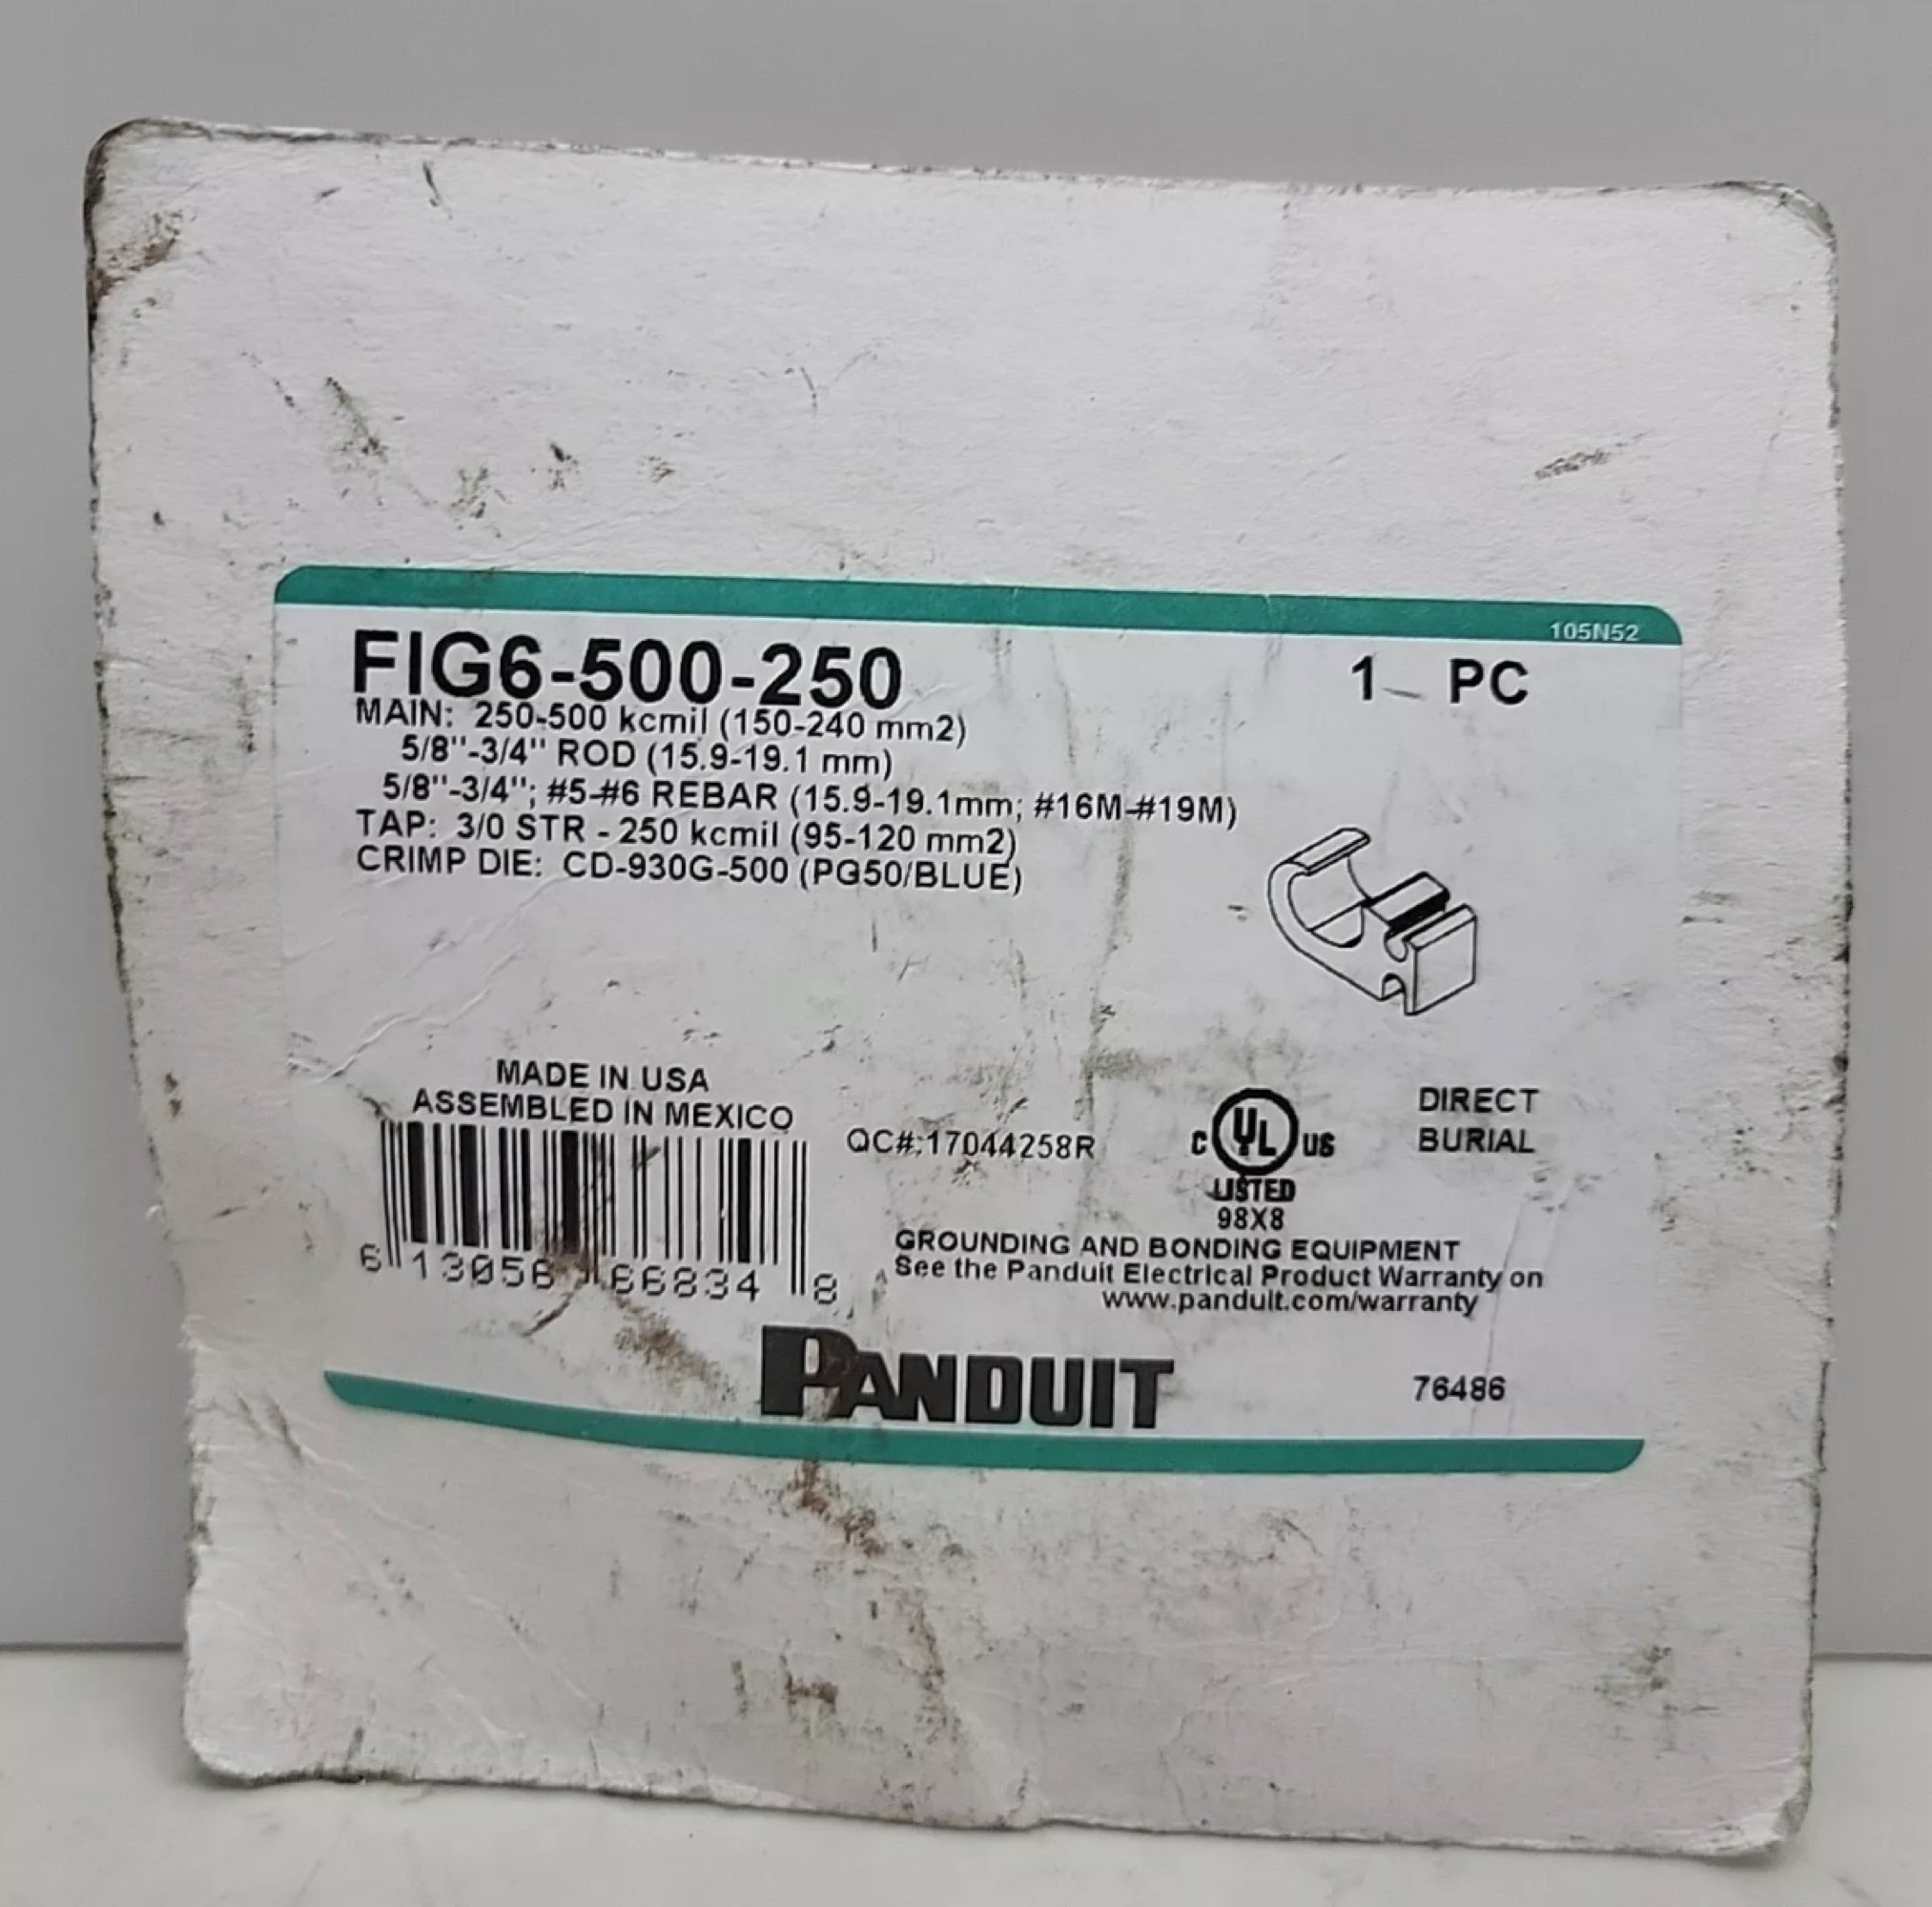 105N52
FIG6-500-250 1 PC
MAIN: 250-500 kcmil (150-240 mm2)
5/8"-3/4" ROD (15.9-19.1 mm)
5/8"-3/4"; #5-#6 REBAR (15.9-19.1mm; #16M-#19M)
TAP: 3/0 STR - 250 kcmil (95-120 mm2)
CRIMP DIE: CD-930G-500 (PG50/BLUE)
MADE IN USA
ASSEMBLED IN MEXICO
QC#:17044258R
C UL US
LISTED
98X8
DIRECT
BURIAL
6 13056 66834 8
GROUNDING AND BONDING EQUIPMENT
See the Panduit Electrical Product Warranty on
www.panduit.com/warranty
PANDUIT
76486